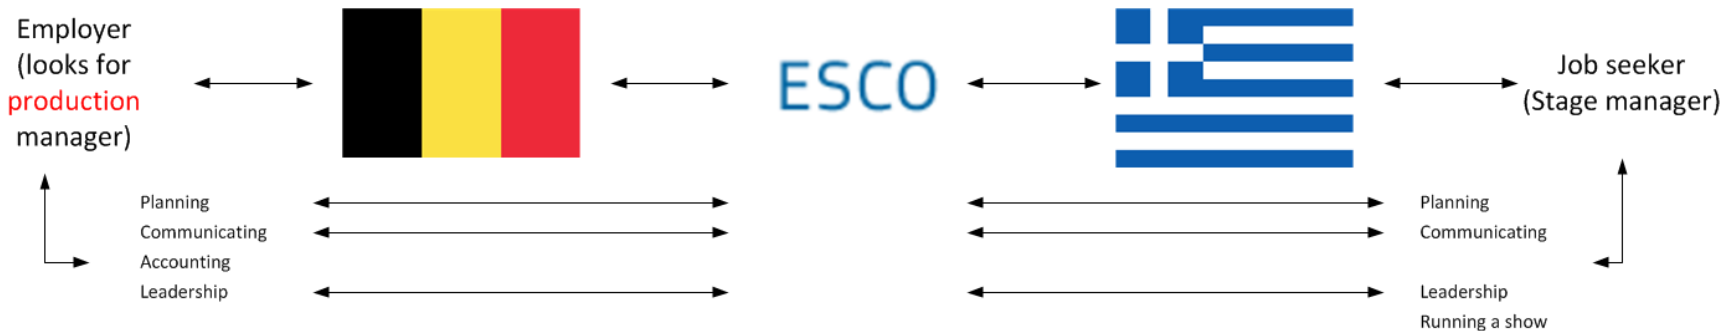 Employer
(looks for
production
manager)
ESCO
Job seeker
(Stage manager)
Planning
Communicating
Accounting
Leadership
Planning
Communicating
Leadership
Running a show